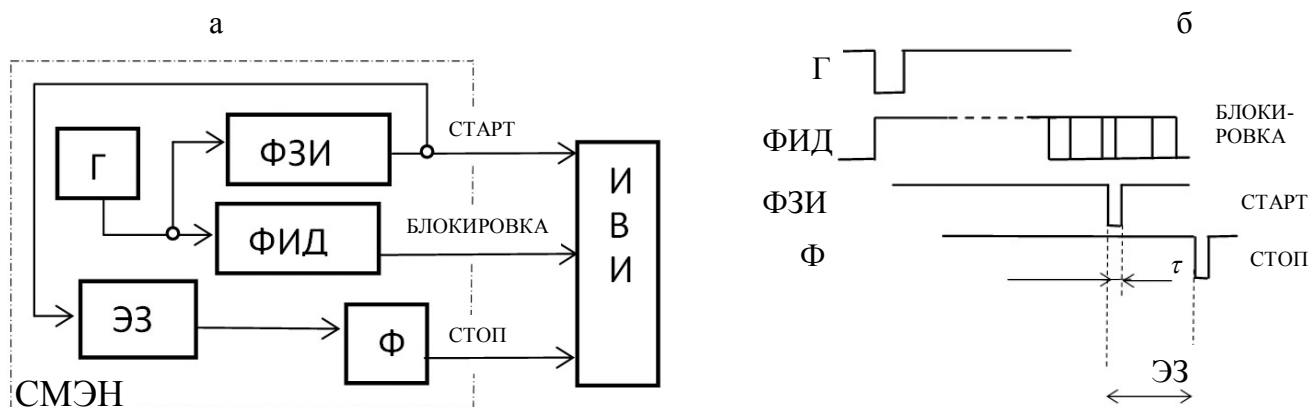 а
Г
ФЗИ
ФИД
ЭЗ
Ф
СМЭН
СТАРТ
БЛОКИРОВКА
СТОП
И
В
И
б
Г
ФИД
БЛОКИ-
РОВКА
ФЗИ
СТАРТ
Ф
СТОП
τ
ЭЗ